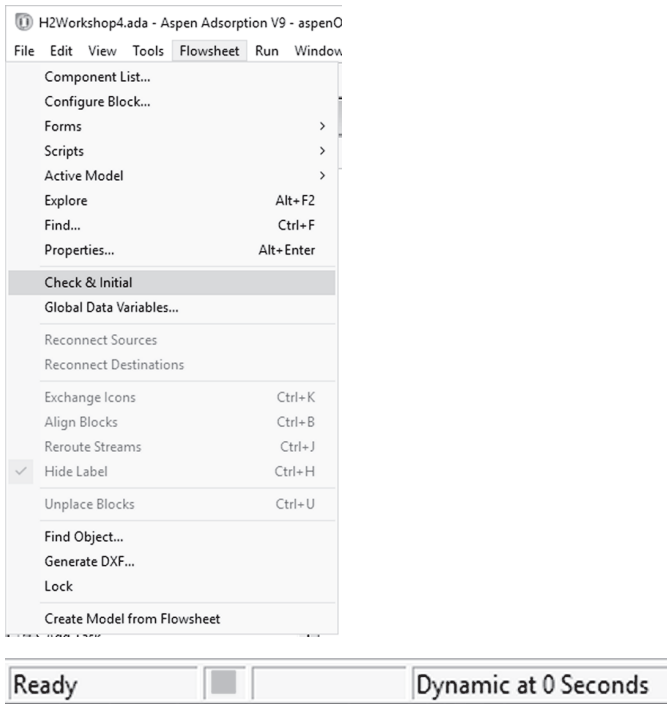 H2Workshop4.ada - Aspen Adsorption V9 - aspenO
File Edit View Tools Flowsheet Run Window
Component List...
Configure Block...
Forms >
Scripts >
Active Model >
Explore Alt+F2
Find... Ctrl+F
Properties... Alt+Enter
Check & Initial
Global Data Variables...
Reconnect Sources
Reconnect Destinations
Exchange Icons Ctrl+K
Align Blocks Ctrl+B
Reroute Streams Ctrl+J
Hide Label Ctrl+H
Unplace Blocks Ctrl+U
Find Object...
Generate DXF...
Lock
Create Model from Flowsheet
Ready Dynamic at 0 Seconds